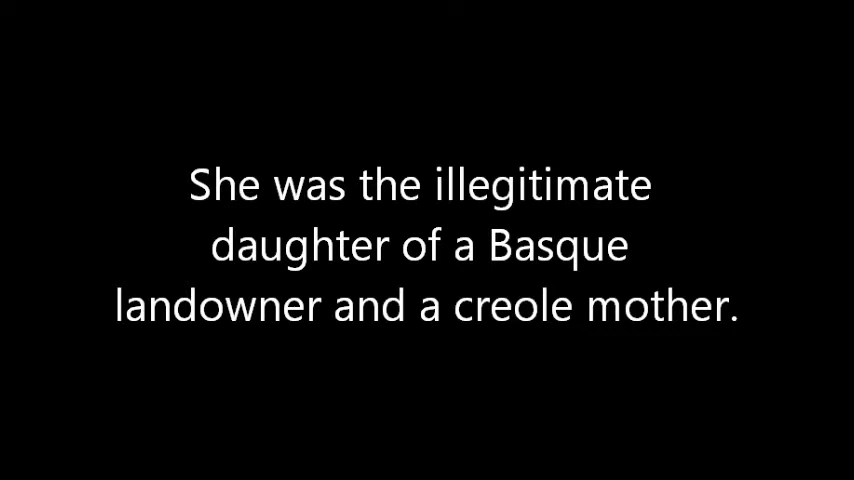 She was the illegitimate
daughter of a Basque
landowner and a creole mother.